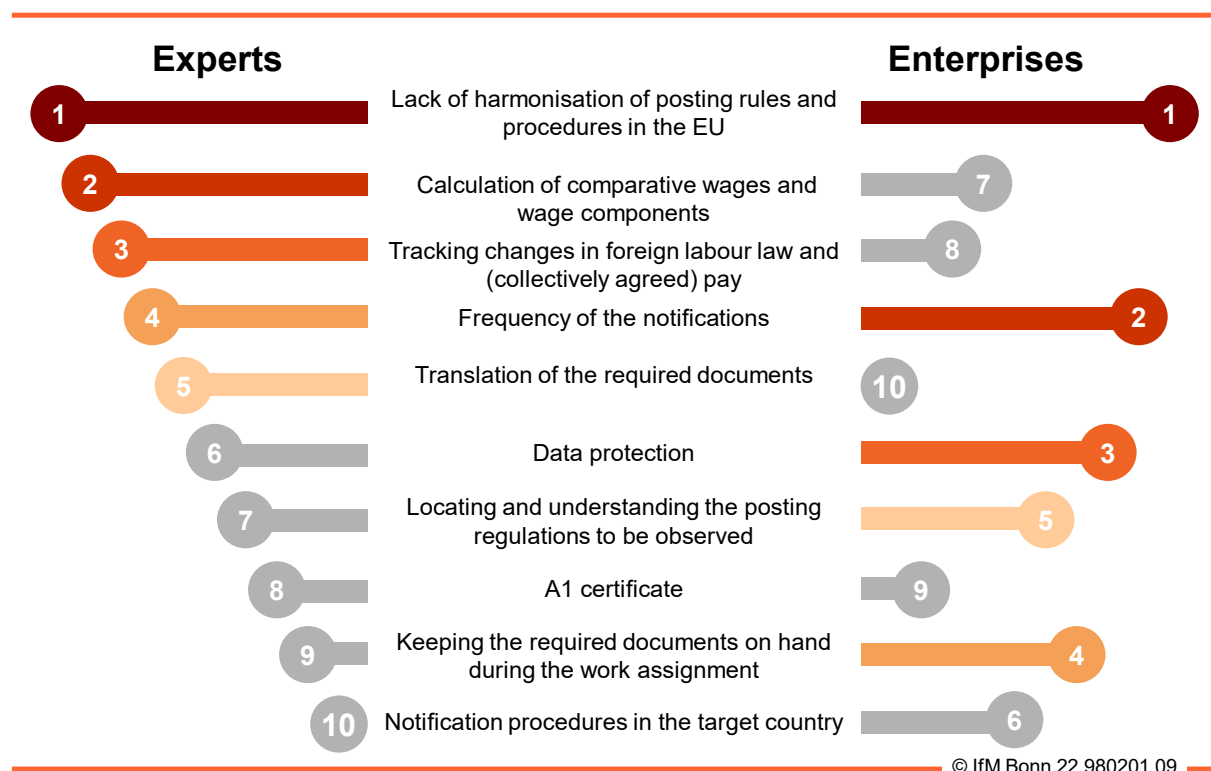 Experts
Enterprises
1
Lack of harmonisation of posting rules and
procedures in the EU
1
2
Calculation of comparative wages and
wage components
7
3
Tracking changes in foreign labour law and
(collectively agreed) pay
8
4
Frequency of the notifications
2
5
Translation of the required documents
10
6
Data protection
3
7
Locating and understanding the posting
regulations to be observed
5
8
A1 certificate
9
9
Keeping the required documents on hand
during the work assignment
4
10
Notification procedures in the target country
6
© IfM Bonn 22 980201 09